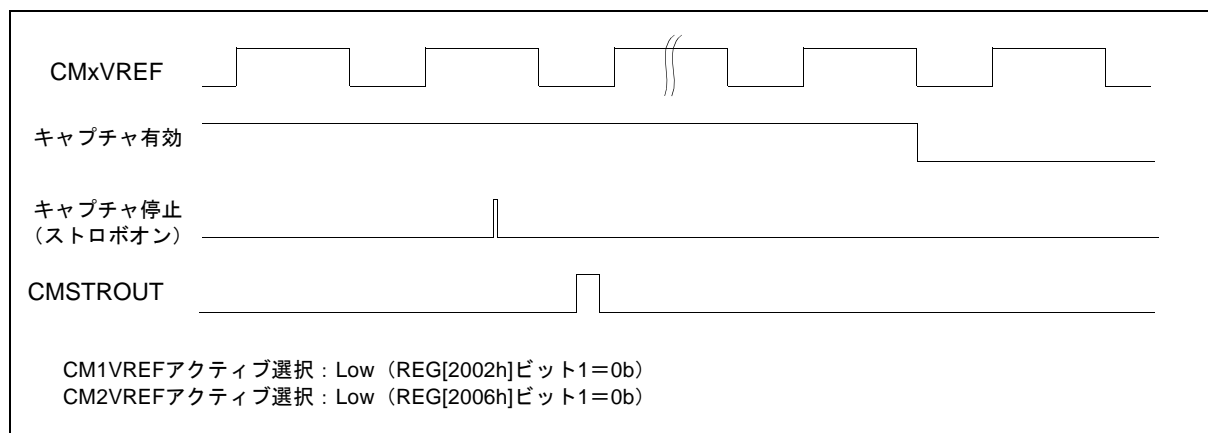 CMxVREF
キャプチャ有効
キャプチャ停止
（ストロボオン）
CMSTROUT
CM1VREFアクティブ選択：Low（REG[2002h]ビット1＝0b）
CM2VREFアクティブ選択：Low（REG[2006h]ビット1＝0b）